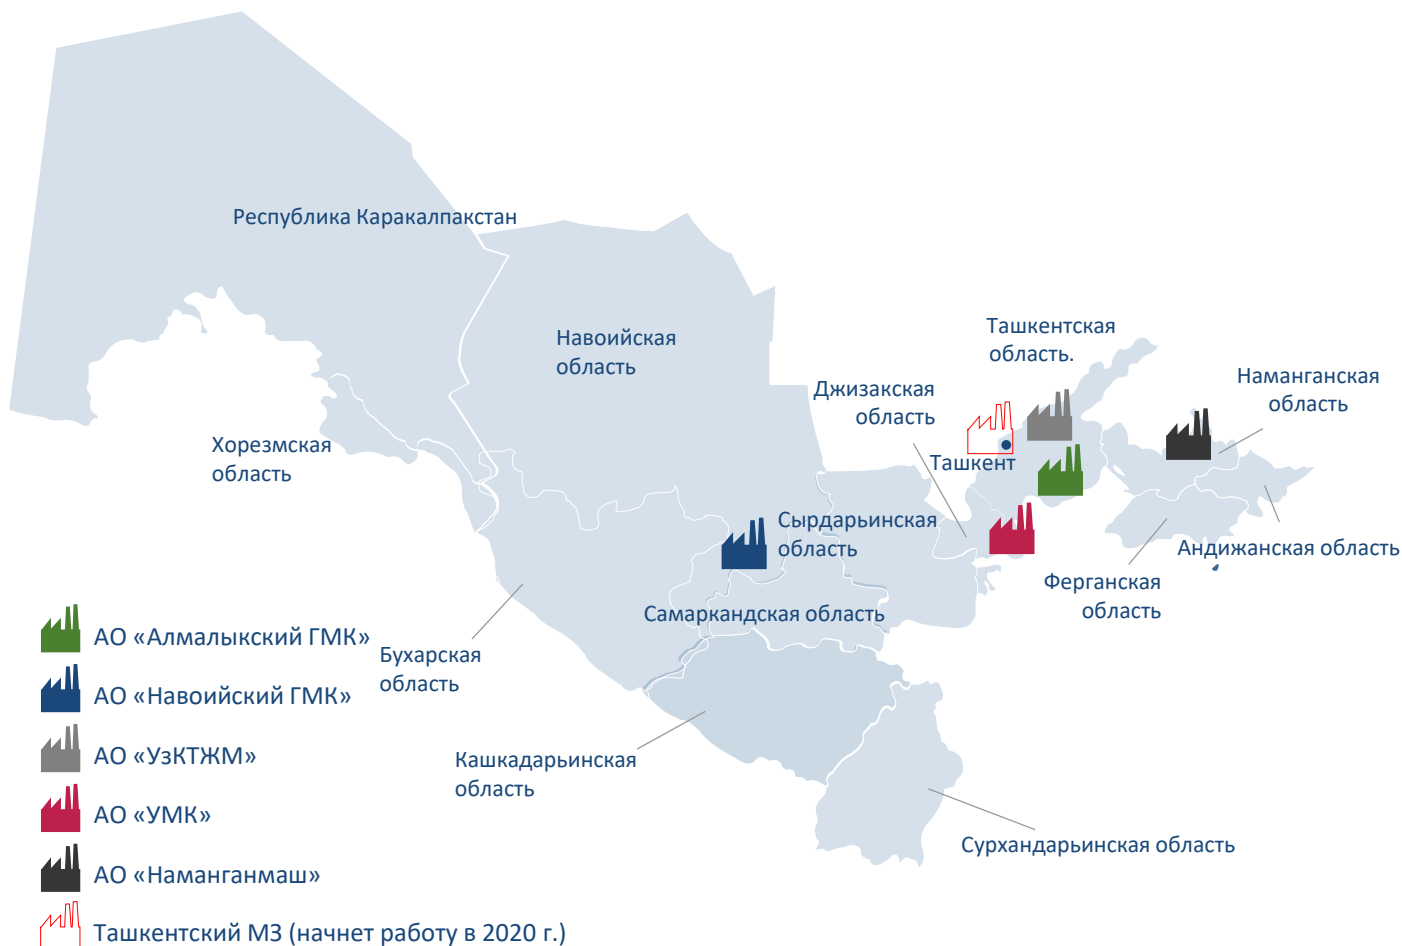 Республика Каракалпакстан
Навоийская
область
Ташкентская
область.
Наманганская
область
Джизакская
область
Хорезмская
область
Ташкент
Сырдарьинская
область
Андижанская область
Ферганская
область
Самаркандская область
Бухарская
область
Кашкадарьинская
область
Сурхандарьинская область
АО «Алмалыкский ГМК»
АО «Навоийский ГМК»
АО «УзКТЖМ»
АО «УМК»
АО «Наманганмаш»
Ташкентский МЗ (начнет работу в 2020 г.)